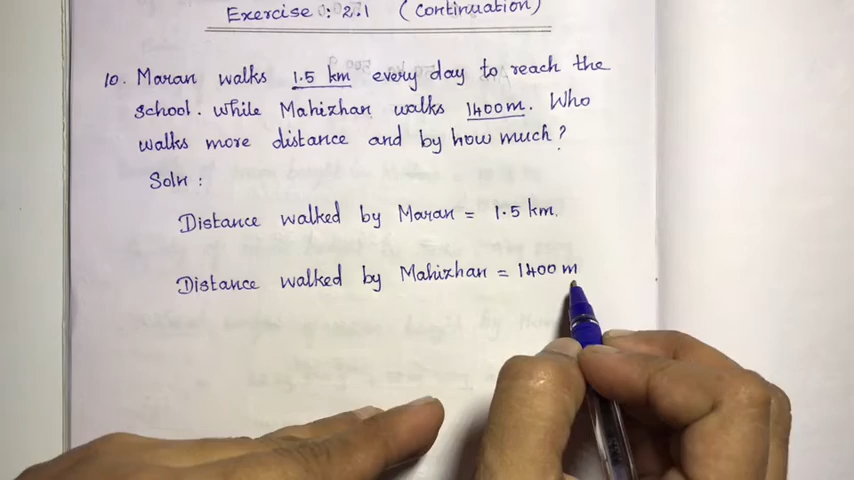 Exercise : 2.1 (Continuation)
10. Maran walks 1.5 km every day to reach the
school. while Mahizhan walks 1400m. Who
walks more distance and by how much?
Soln :
Distance walked by Maran = 1.5 km.
Distance walked by Mahizhan = 1400 m